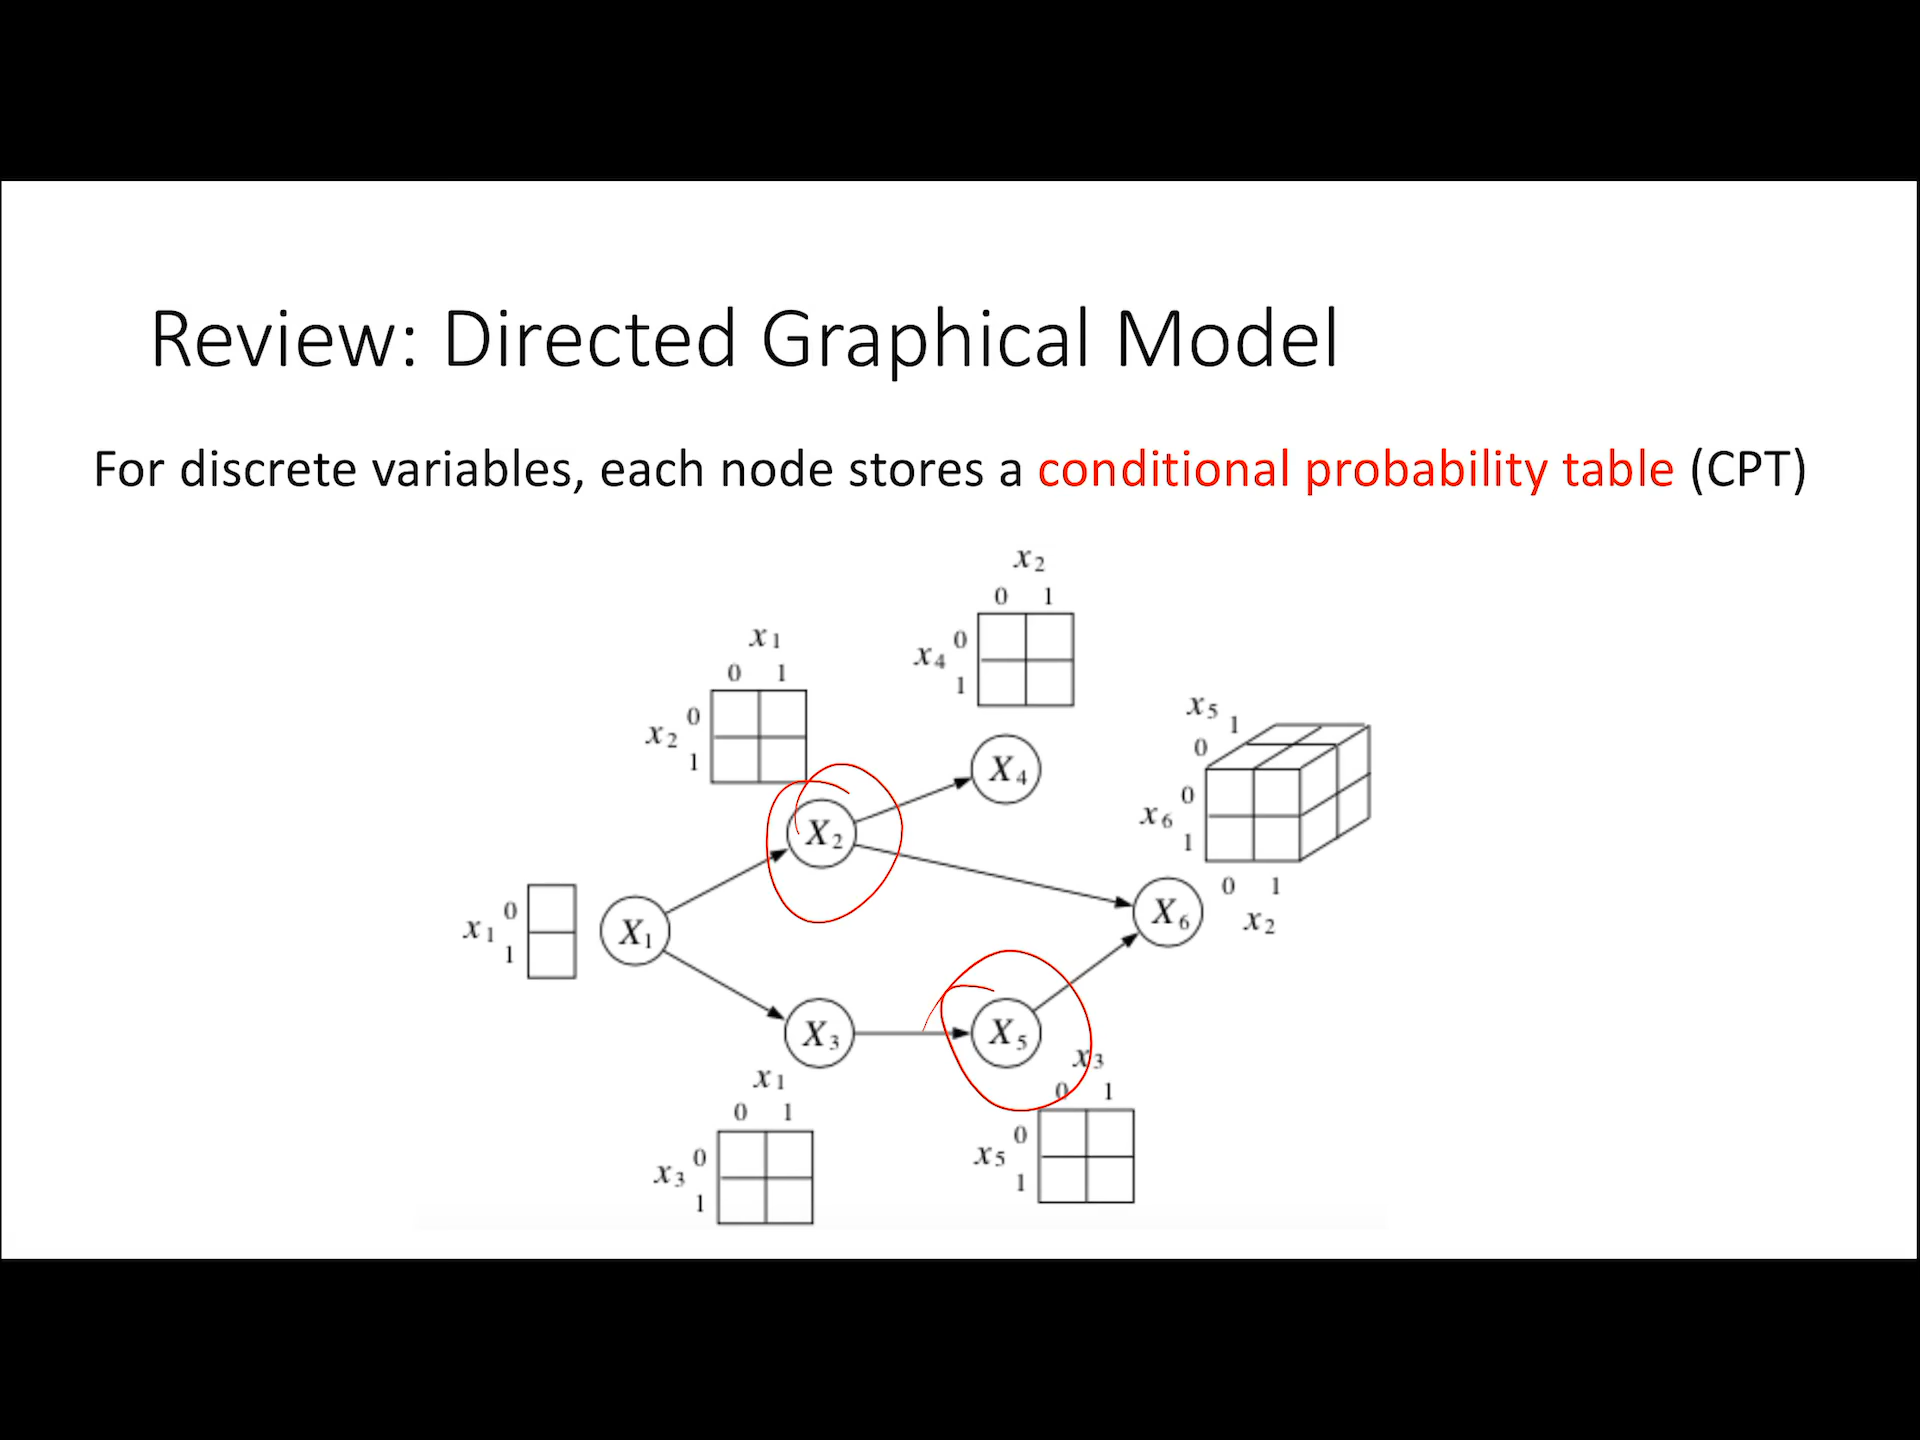 Review: Directed Graphical Model
For discrete variables, each node stores a conditional probability table (CPT)
x2
0 1
x4 0
1
x1
0 1
x2 0
1
x5 1
0
x6 0
1
0 1
x2
X4
X2
X6
x1 0
1
X1
X3
X5
x1
0 1
x3 0
1
x3
0 1
x5 0
1